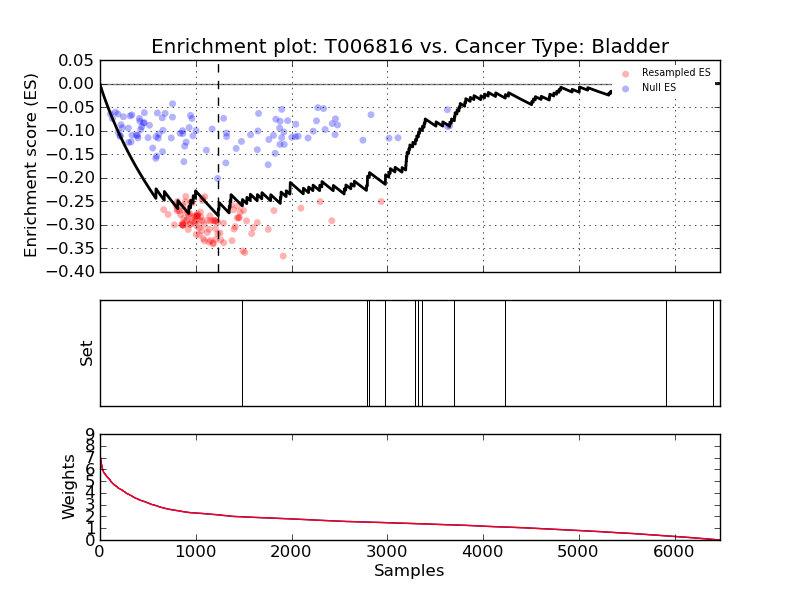 Enrichment plot: T006816 vs. Cancer Type: Bladder
Enrichment score (ES)
0.05
0.00
−0.05
−0.10
−0.15
−0.20
−0.25
−0.30
−0.35
−0.40
Resampled ES
Null ES
Set
Weights
9
8
7
6
5
4
3
2
1
0
0 1000 2000 3000 4000 5000 6000
Samples